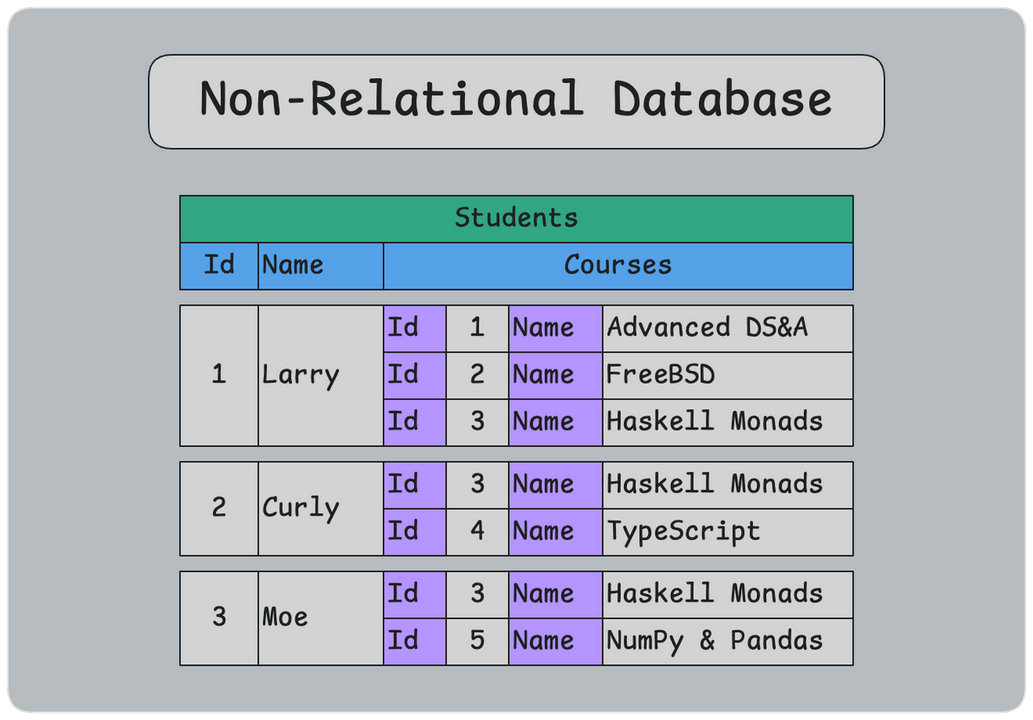 Non-Relational Database
Students
Id Name Courses
1 Larry Id 1 Name Advanced DS&A
Id 2 Name FreeBSD
Id 3 Name Haskell Monads
2 Curly Id 3 Name Haskell Monads
Id 4 Name TypeScript
3 Moe Id 3 Name Haskell Monads
Id 5 Name NumPy & Pandas